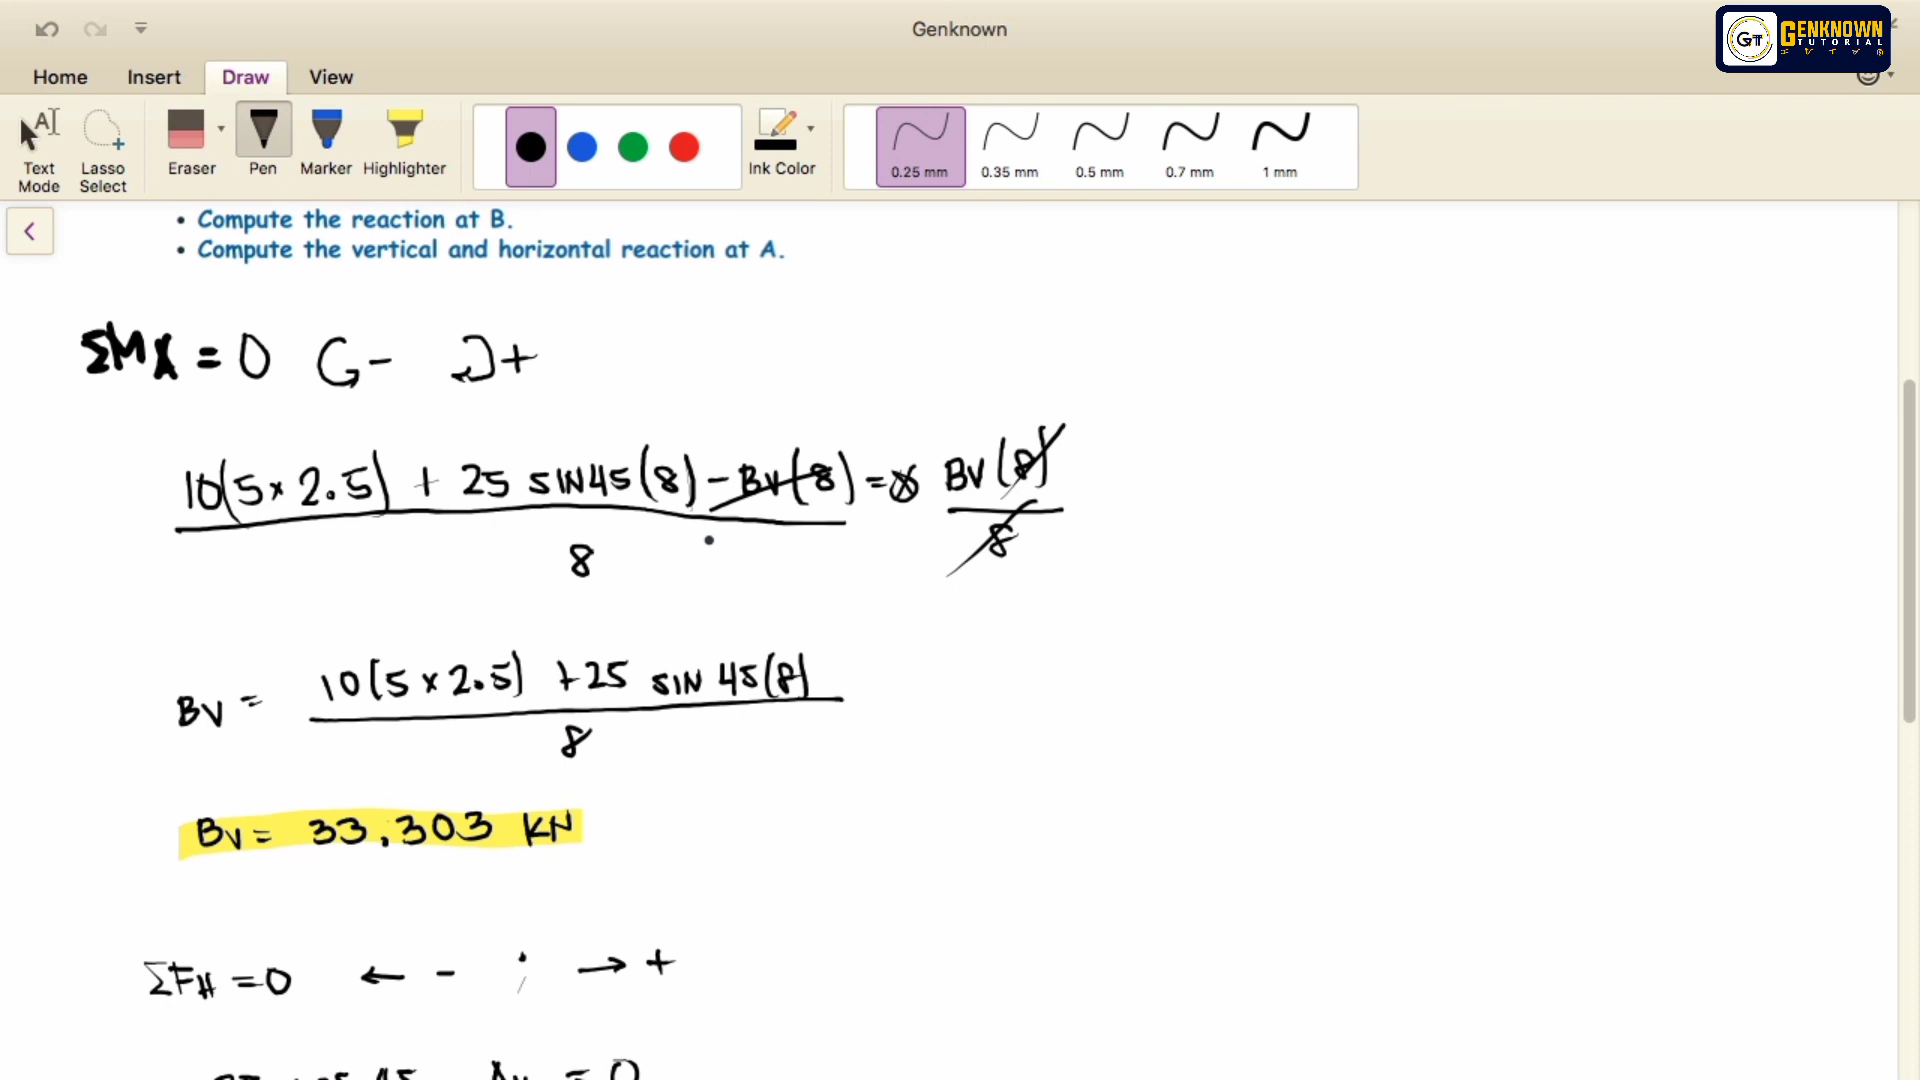 Genknown
GENKNOWN
TUTORIAL
GT
Home Insert Draw View
Text Mode
Lasso Select
Eraser
Pen
Marker
Highlighter
Ink Color
0.25 mm 0.35 mm 0.5 mm 0.7 mm 1 mm
• Compute the reaction at B.
• Compute the vertical and horizontal reaction at A.
ΣMA = 0 - +
10(5×2.5) + 25 SIN45(8) - BV(8) = BV(8)
8 8
BV = 10(5×2.5) +25 SIN 45(8)
8
BV = 33.303 KN
ΣFH = 0 ← - ; → +